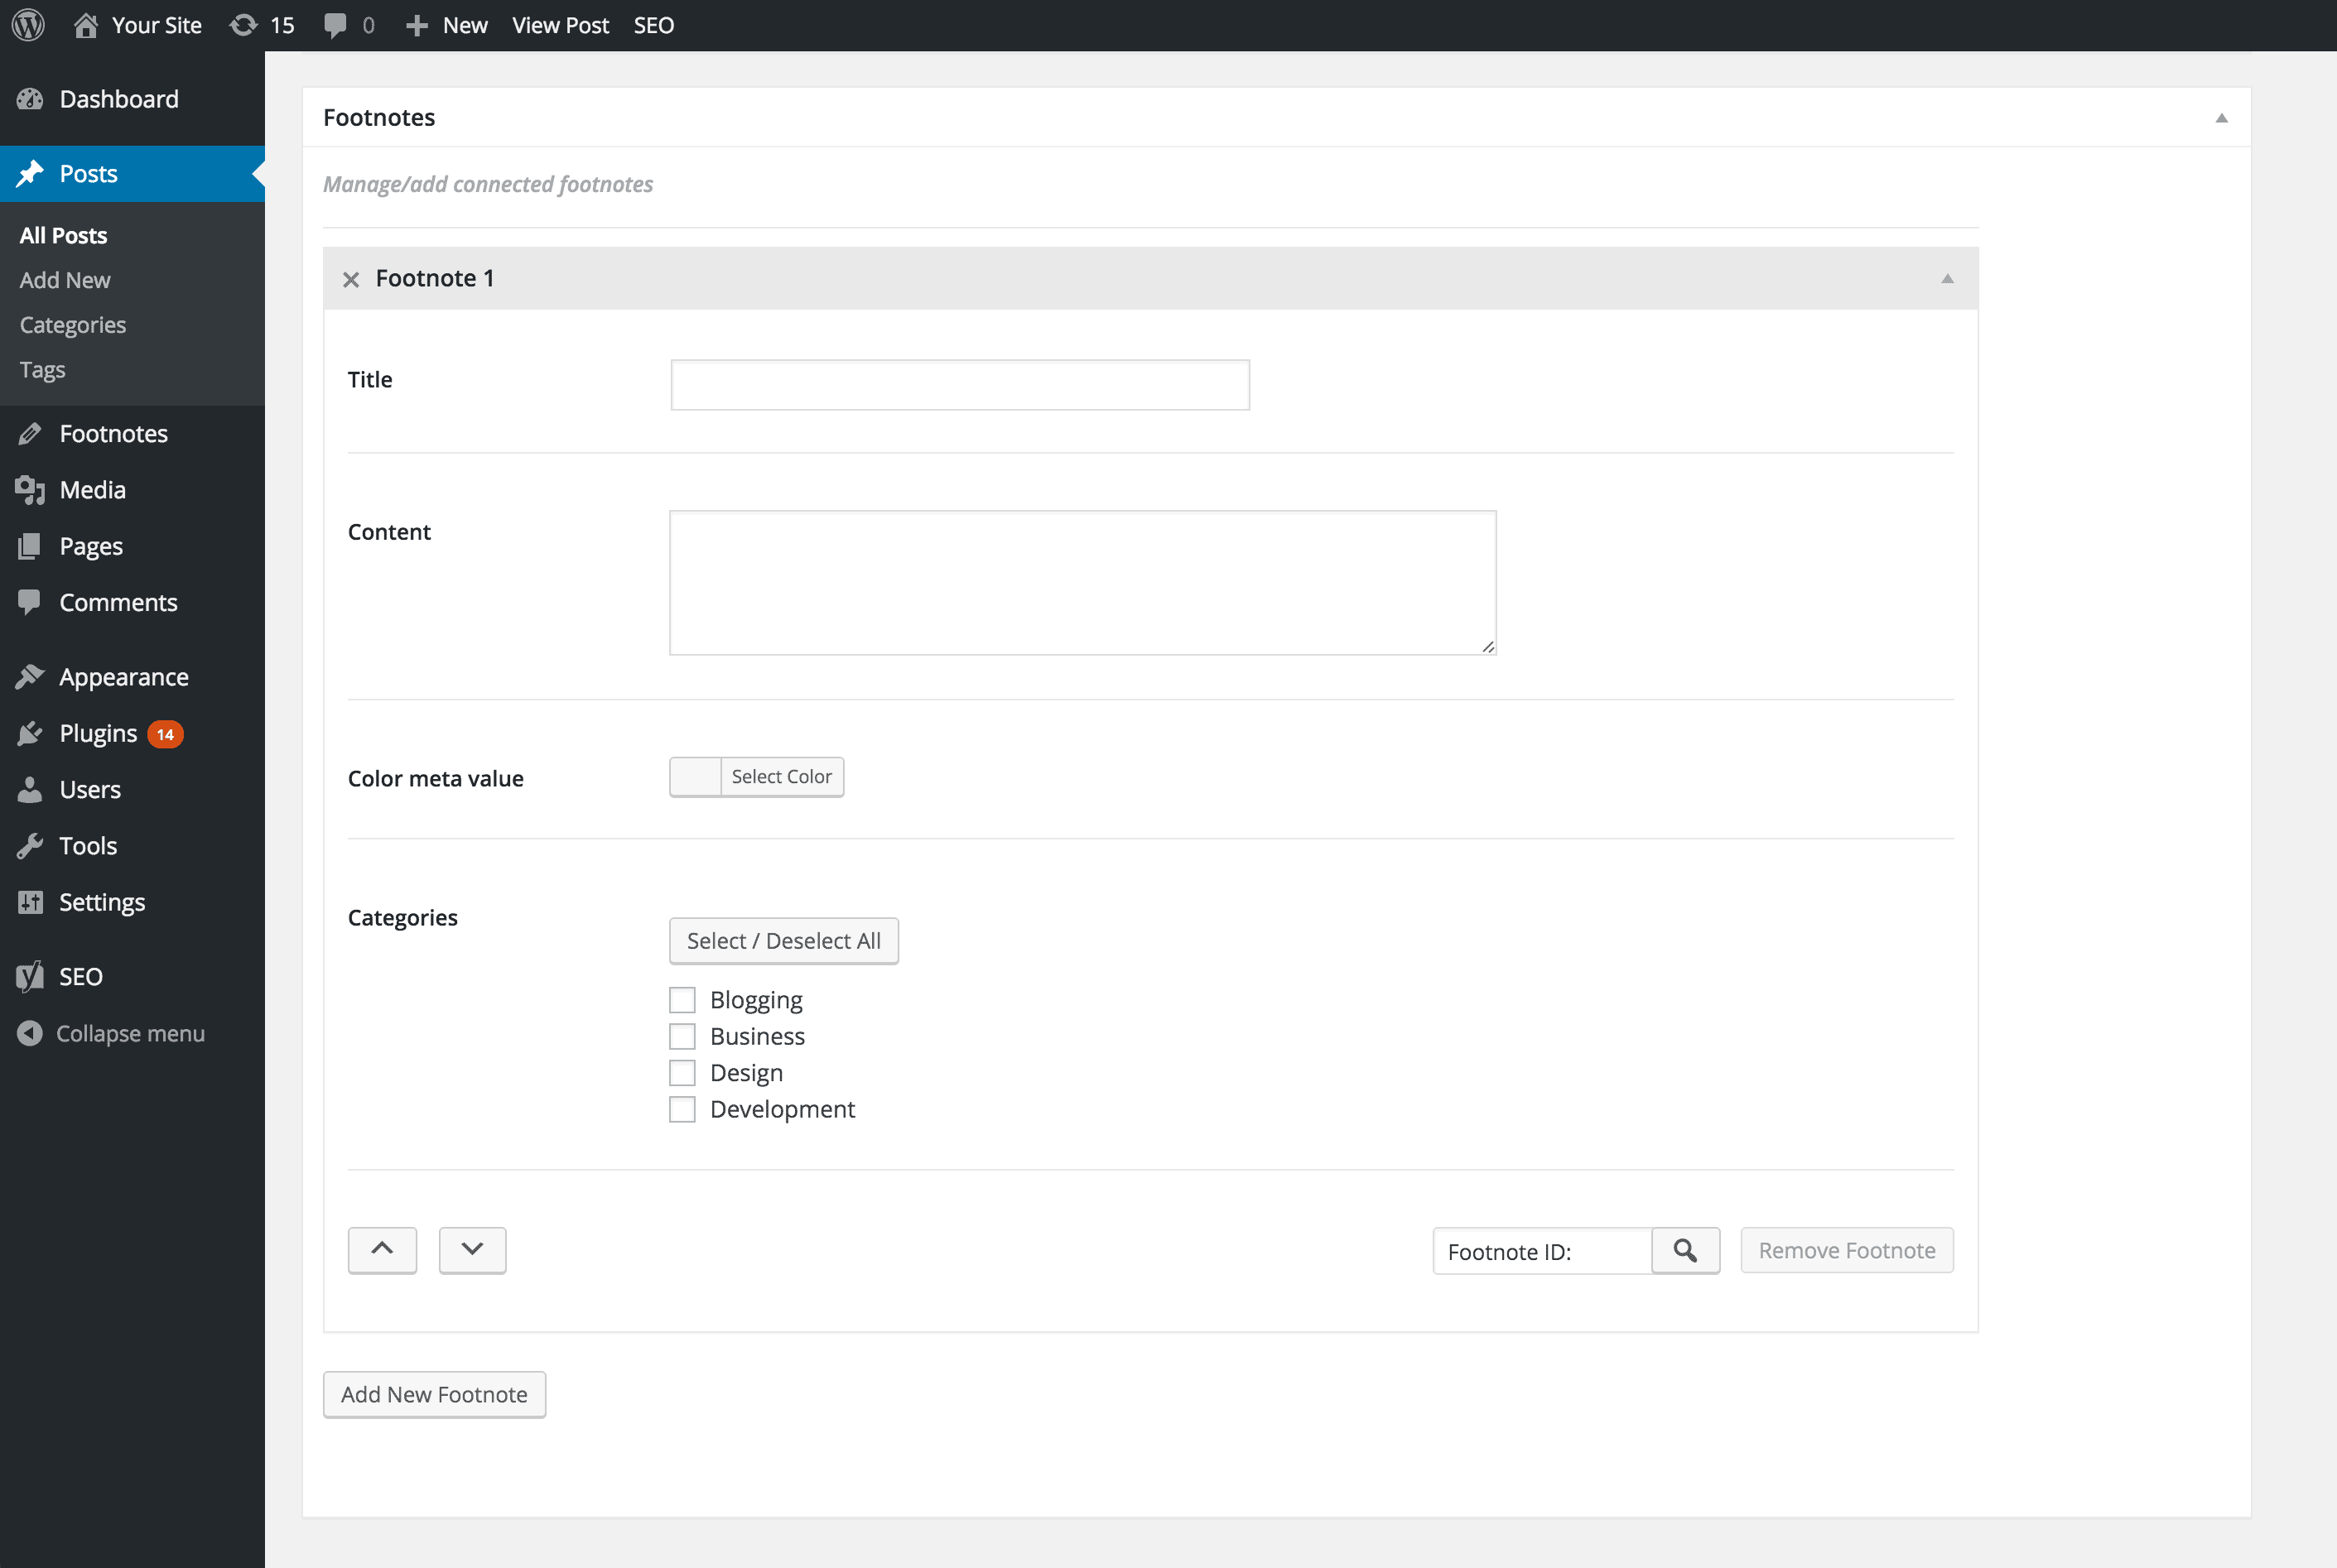 Your Site 15 0 New View Post SEO
Dashboard
Posts
All Posts
Add New
Categories
Tags
Footnotes
Media
Pages
Comments
Appearance
Plugins 14
Users
Tools
Settings
SEO
Collapse menu
Footnotes
Manage/add connected footnotes
Footnote 1
Title
Content
Color meta value Select Color
Categories
Select / Deselect All
Blogging
Business
Design
Development
Footnote ID: Remove Footnote
Add New Footnote